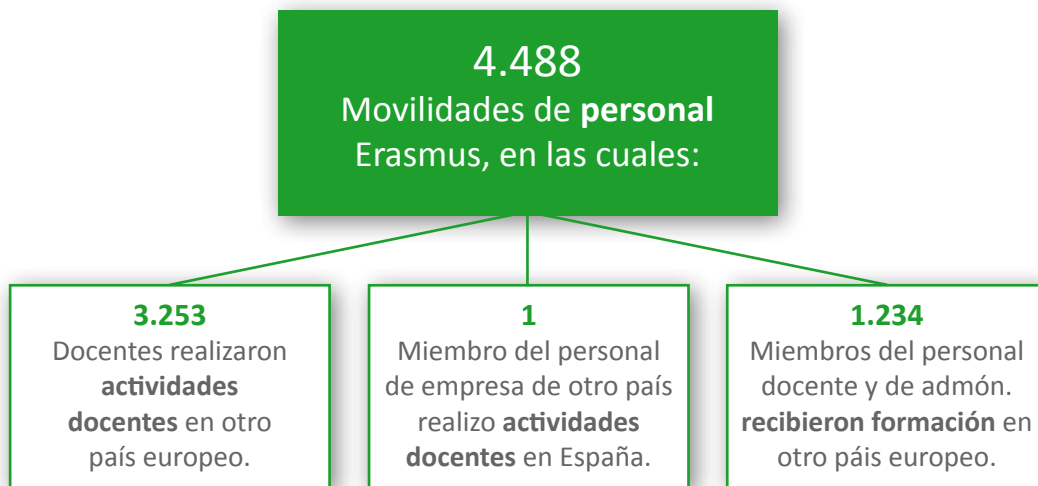 4.488
Movilidades de personal
Erasmus, en las cuales:
3.253
Docentes realizaron
actividades
docentes en otro
país europeo.
1
Miembro del personal
de empresa de otro país
realizo actividades
docentes en España.
1.234
Miembros del personal
docente y de admón.
recibieron formación en
otro páis europeo.